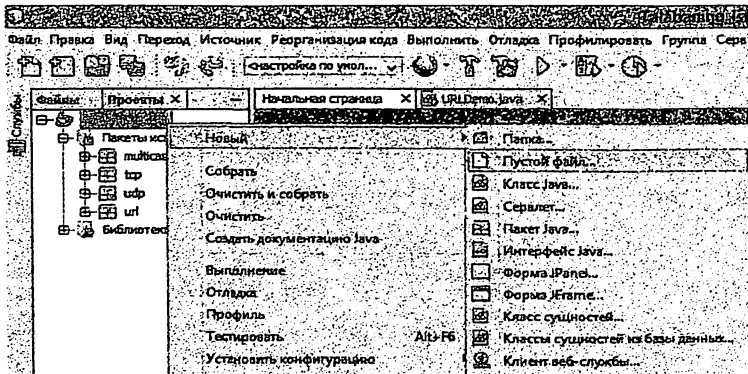 Файл Правка Вид Переход Источник Реорганизация кода Выполнить Отладка Профилировать Группа Серв
<настройка по умол...
Службы
Файлы Проекты Начальная страница URLDemo.java
Пакеты исх
multicas
tcp
udp
url
Библиотек
Новый
Собрать
Очистить и собрать
Очистить
Создать документацию Java
Выполнение
Отладка
Профиль
Тестировать Alt+F6
Установить конфигурацию
Папка...
Пустой файл...
Класс Java...
Сервлет...
Пакет Java...
Интерфейс Java...
Форма JPanel...
Форма JFrame...
Класс сущностей...
Классы сущностей из базы данных...
Клиент веб-службы...